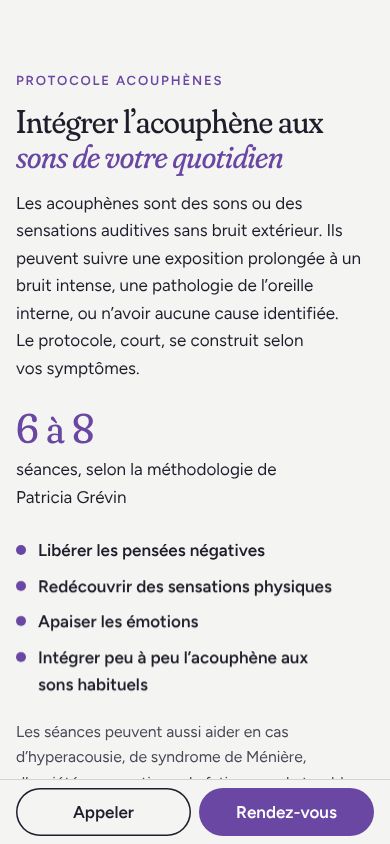 PROTOCOLE ACOUPHÈNES
Intégrer l’acouphène aux
sons de votre quotidien
Les acouphènes sont des sons ou des
sensations auditives sans bruit extérieur. Ils
peuvent suivre une exposition prolongée à un
bruit intense, une pathologie de l’oreille
interne, ou n’avoir aucune cause identifiée.
Le protocole, court, se construit selon
vos symptômes.
6 à 8
séances, selon la méthodologie de
Patricia Grévin
Libérer les pensées négatives
Redécouvrir des sensations physiques
Apaiser les émotions
Intégrer peu à peu l’acouphène aux
sons habituels
Les séances peuvent aussi aider en cas
d’hyperacousie, de syndrome de Ménière,
Appeler
Rendez-vous